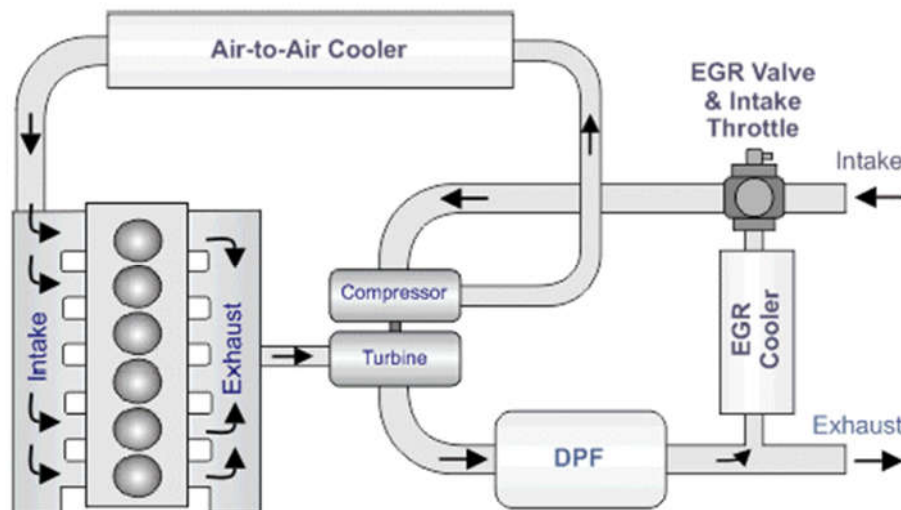 Air-to-Air Cooler
EGR Valve
& Intake
Throttle
Intake
Compressor
Turbine
Intake
Exhaust
EGR
Cooler
DPF
Exhaust